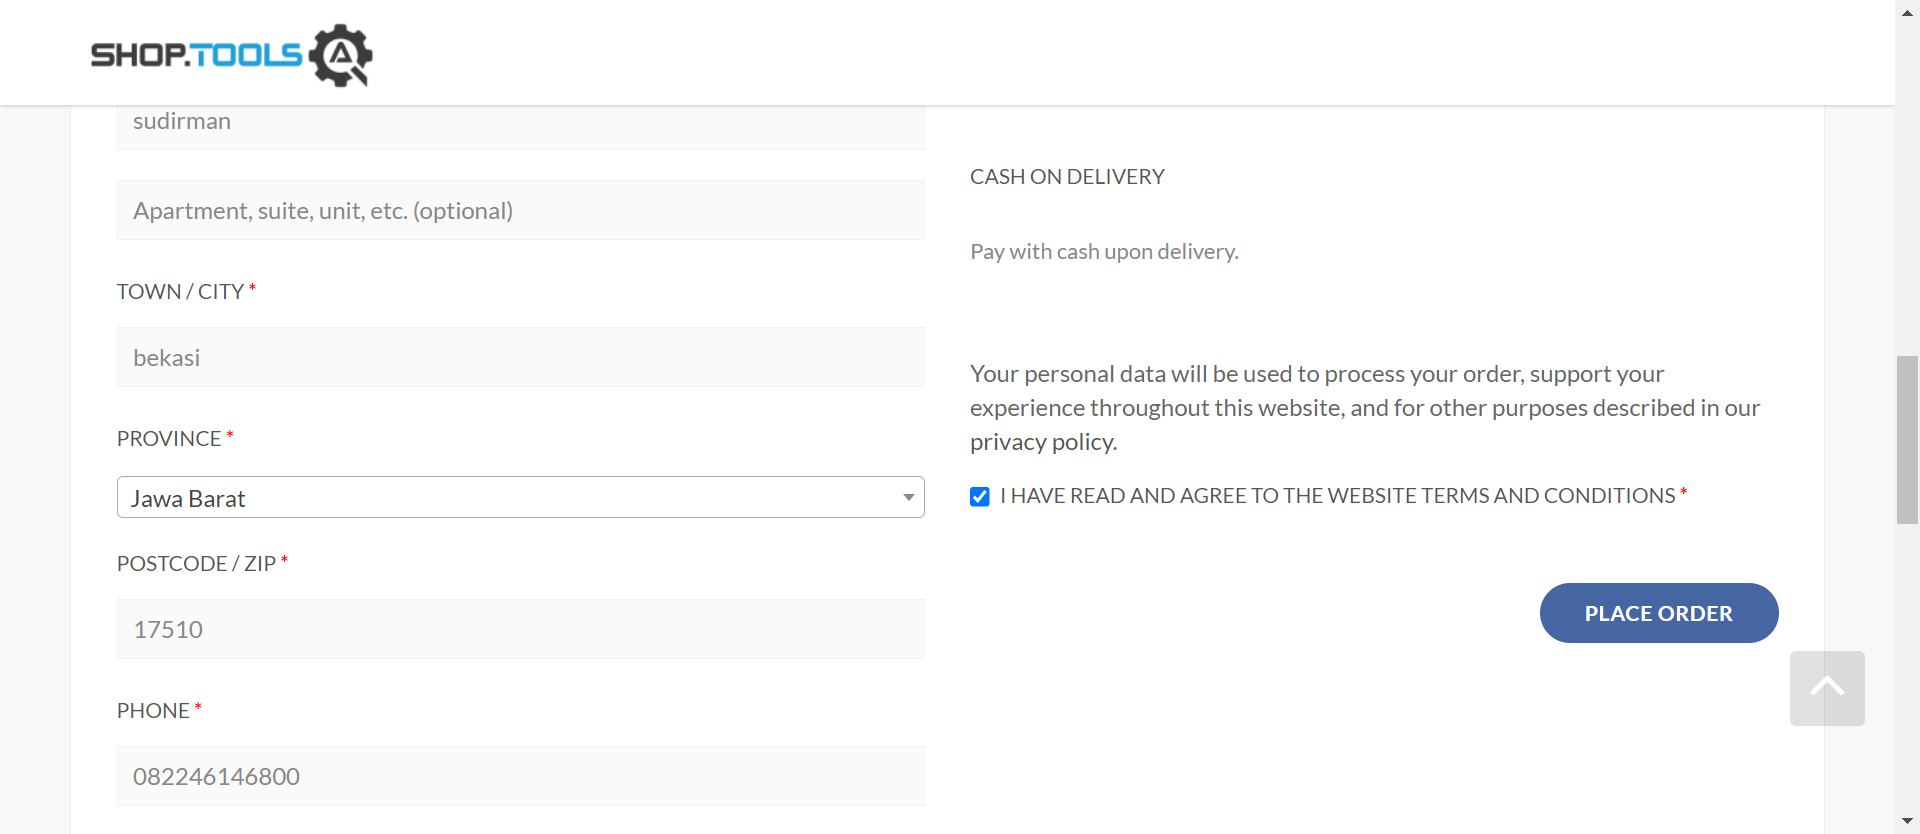 SHOP.TOOLS
sudirman
Apartment, suite, unit, etc. (optional)
TOWN / CITY *
bekasi
PROVINCE *
Jawa Barat
POSTCODE / ZIP *
17510
PHONE *
082246146800
CASH ON DELIVERY
Pay with cash upon delivery.
Your personal data will be used to process your order, support your
experience throughout this website, and for other purposes described in our
privacy policy.
I HAVE READ AND AGREE TO THE WEBSITE TERMS AND CONDITIONS *
PLACE ORDER